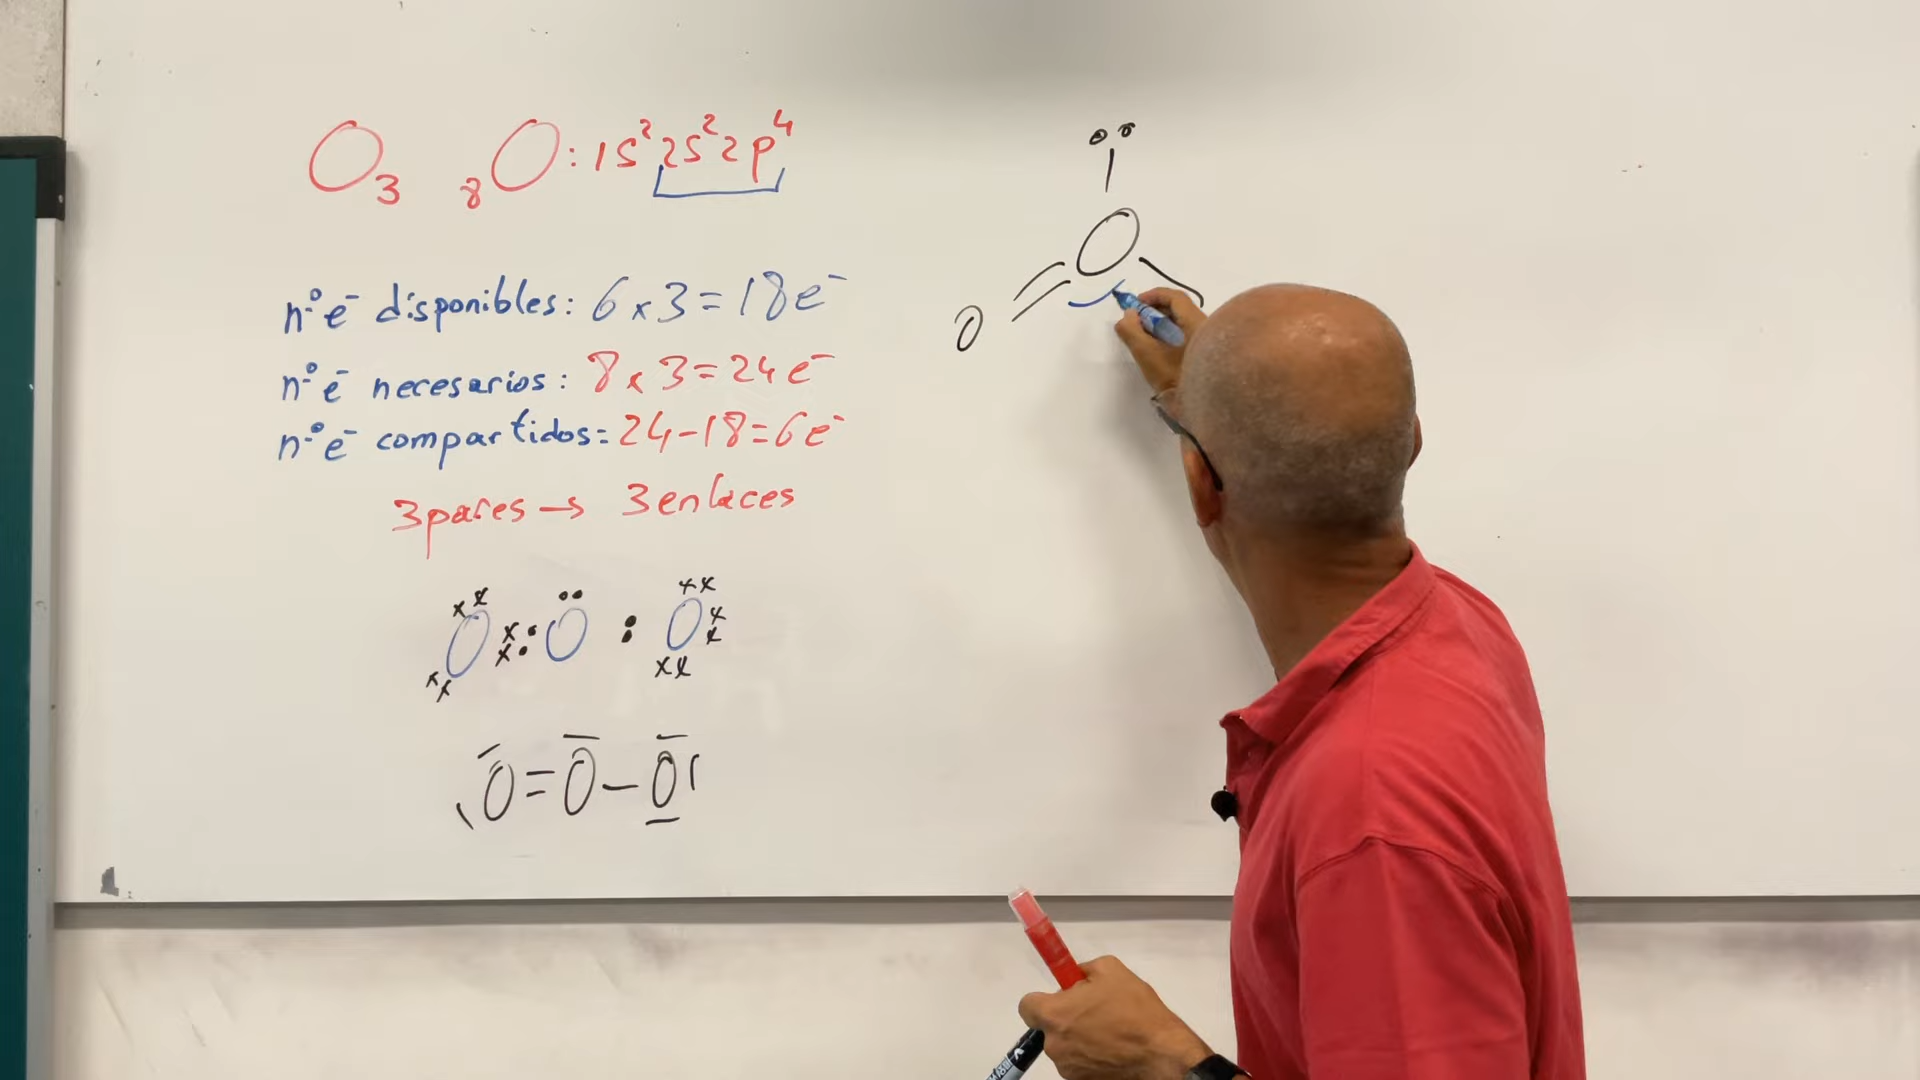 O₃ ₈O: 1s² 2s² 2p⁴
nº e⁻ disponibles: 6 x 3 = 18 e⁻
nº e⁻ necesarios: 8 x 3 = 24 e⁻
nº e⁻ compartidos = 24 - 18 = 6 e⁻
3 pares → 3 enlaces
O O O
O = O - O
O
O